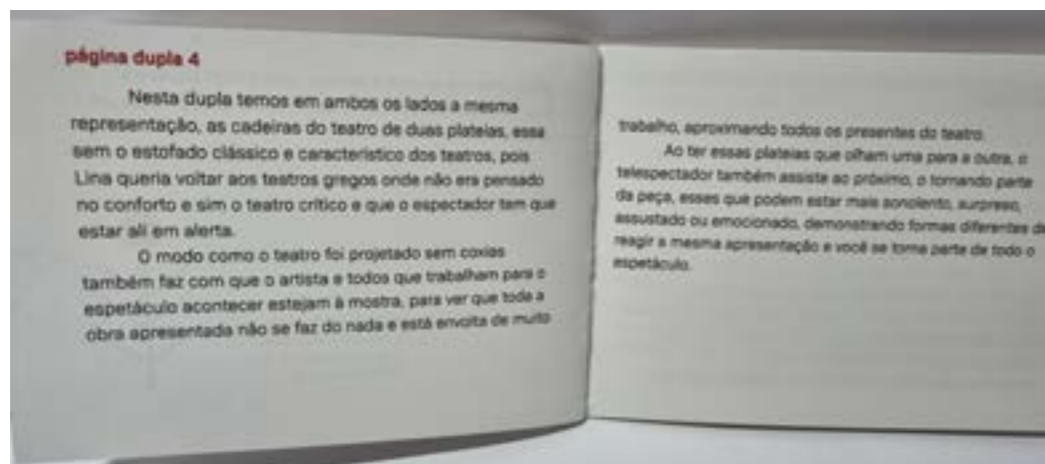 página dupla 4
Nesta dupla temos em ambos os lados a mesma
representação, as cadeiras do teatro de duas plateias, essa
sem o estofado clássico e característico dos teatros, pois
Lina queria voltar aos teatros gregos onde não era pensado
no conforto e sim o teatro crítico e que o espectador tem que
estar ali em alerta.
O modo como o teatro foi projetado sem coxias
também faz com que o artista e todos que trabalham para o
espetáculo acontecer estejam à mostra, para ver que toda a
obra apresentada não se faz do nada e está envolta de muito
trabalho, aproximando todos os presentes do teatro.
Ao ter essas plateias que olham uma para a outra, o
telespectador também assiste ao próximo, o tornando parte
da peça, esses que podem estar mais sonolento, surpreso,
assustado ou emocionado, demonstrando formas diferentes de
reagir a mesma apresentação e você se torna parte de todo o
espetáculo.